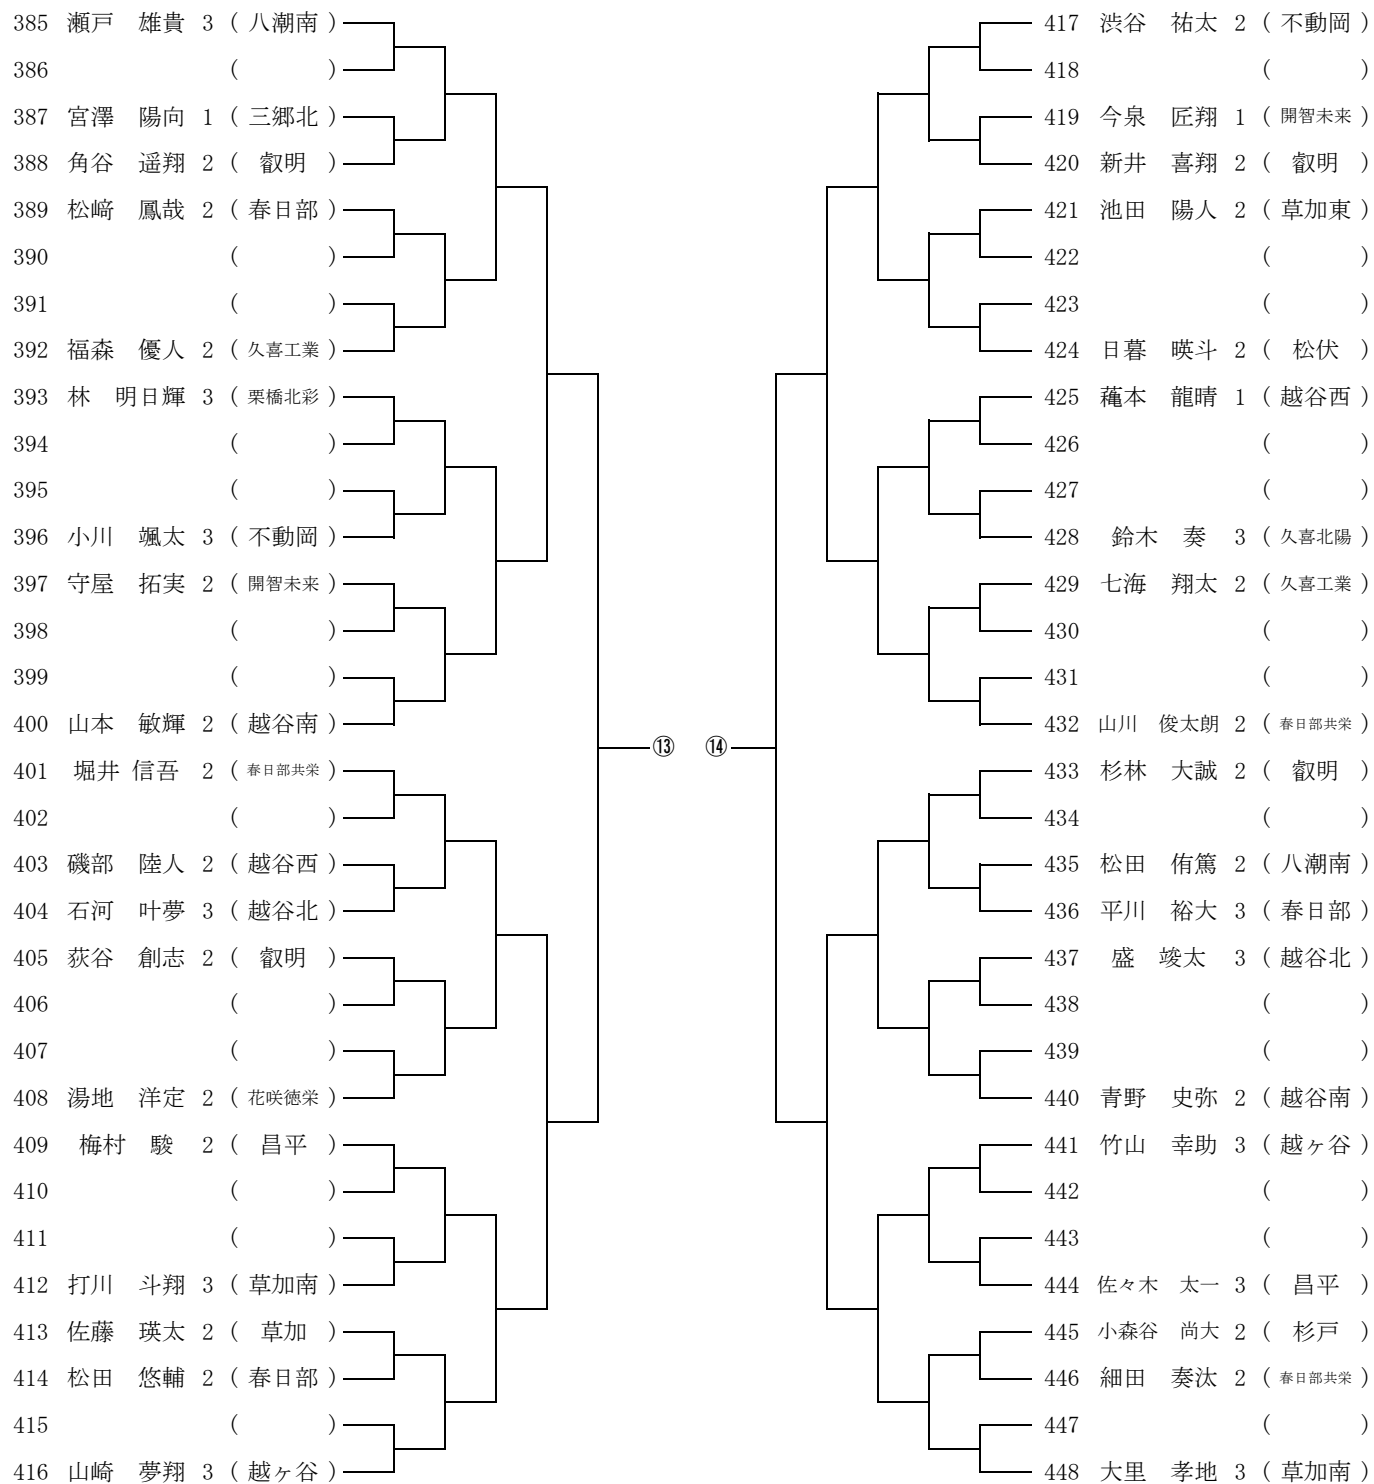 385 瀬戸　雄貴 3 ( 八潮南 )
386 ( )
387 宮澤　陽向 1 ( 三郷北 )
388 角谷　遥翔 2 ( 叡明 )
389 松﨑　鳳哉 2 ( 春日部 )
390 ( )
391 ( )
392 福森　優人 2 ( 久喜工業 )
393 林　明日輝 3 ( 栗橋北彩 )
394 ( )
395 ( )
396 小川　颯太 3 ( 不動岡 )
397 守屋　拓実 2 ( 開智未来 )
398 ( )
399 ( )
400 山本　敏輝 2 ( 越谷南 )
401 堀井 信吾 2 ( 春日部共栄 )
402 ( )
403 磯部　陸人 2 ( 越谷西 )
404 石河　叶夢 3 ( 越谷北 )
405 荻谷　創志 2 ( 叡明 )
406 ( )
407 ( )
408 湯地　洋定 2 ( 花咲徳栄 )
409 梅村　駿 2 ( 昌平 )
410 ( )
411 ( )
412 打川　斗翔 3 ( 草加南 )
413 佐藤　瑛太 2 ( 草加 )
414 松田　悠輔 2 ( 春日部 )
415 ( )
416 山崎　夢翔 3 ( 越ヶ谷 )
⑬ ⑭
417 渋谷　祐太 2 ( 不動岡 )
418 ( )
419 今泉　匠翔 1 ( 開智未来 )
420 新井　喜翔 2 ( 叡明 )
421 池田　陽人 2 ( 草加東 )
422 ( )
423 ( )
424 日暮　暎斗 2 ( 松伏 )
425 蘒本　龍晴 1 ( 越谷西 )
426 ( )
427 ( )
428 鈴木　奏 3 ( 久喜北陽 )
429 七海　翔太 2 ( 久喜工業 )
430 ( )
431 ( )
432 山川　俊太朗 2 ( 春日部共栄 )
433 杉林　大誠 2 ( 叡明 )
434 ( )
435 松田　侑篤 2 ( 八潮南 )
436 平川　裕大 3 ( 春日部 )
437 盛　竣太 3 ( 越谷北 )
438 ( )
439 ( )
440 青野　史弥 2 ( 越谷南 )
441 竹山　幸助 3 ( 越ヶ谷 )
442 ( )
443 ( )
444 佐々木　太一 3 ( 昌平 )
445 小森谷　尚大 2 ( 杉戸 )
446 細田　奏汰 2 ( 春日部共栄 )
447 ( )
448 大里　孝地 3 ( 草加南 )